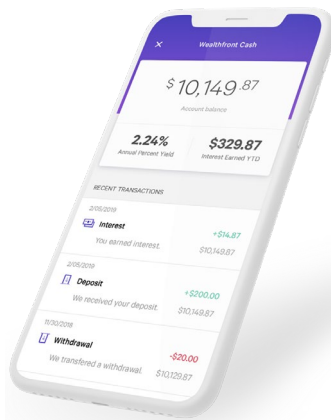 Wealthfront Cash
$10,149.87
Account balance
2.24%
Annual Percent Yield
$329.87
Interest Earned YTD
RECENT TRANSACTIONS
2/05/2019
Interest
+$14.87
You earned interest.
$10,149.87
2/05/2019
Deposit
+$200.00
We received your deposit.
$10,149.87
11/30/2018
Withdrawal
-$20.00
We transfered a withdrawal.
$10,129.87